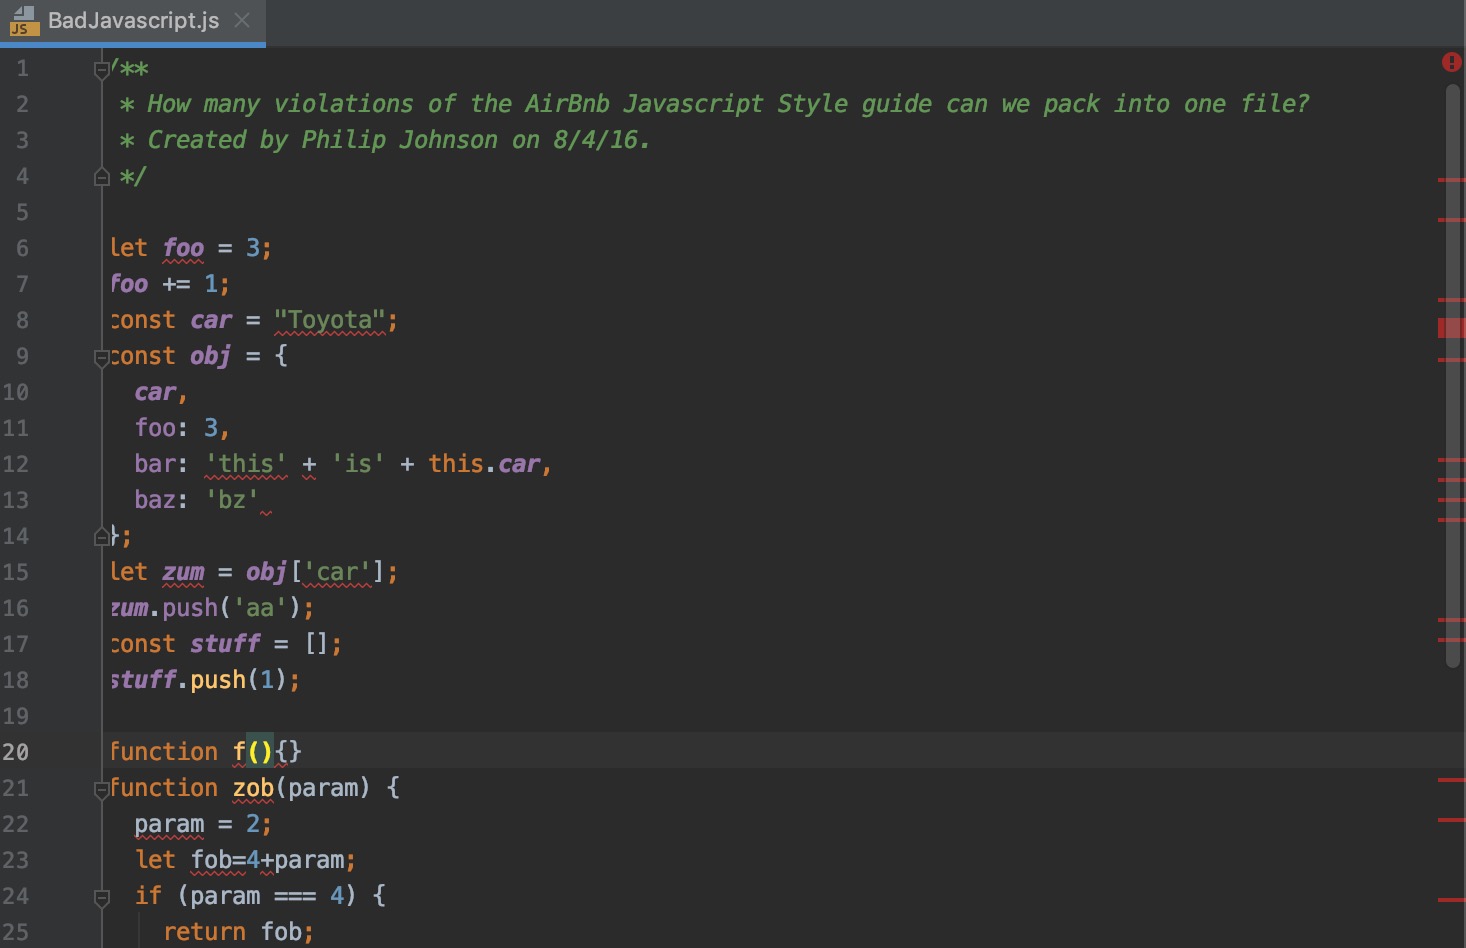 JS BadJavascript.js
1 /**
2 * How many violations of the AirBnb Javascript Style guide can we pack into one file?
3 * Created by Philip Johnson on 8/4/16.
4 */
5
6 let foo = 3;
7 foo += 1;
8 const car = "Toyota";
9 const obj = {
10 car,
11 foo: 3,
12 bar: 'this' + 'is' + this.car,
13 baz: 'bz'
14 };
15 let zum = obj['car'];
16 zum.push('aa');
17 const stuff = [];
18 stuff.push(1);
19
20 function f(){}
21 function zob(param) {
22 param = 2;
23 let fob=4+param;
24 if (param === 4) {
25 return fob;